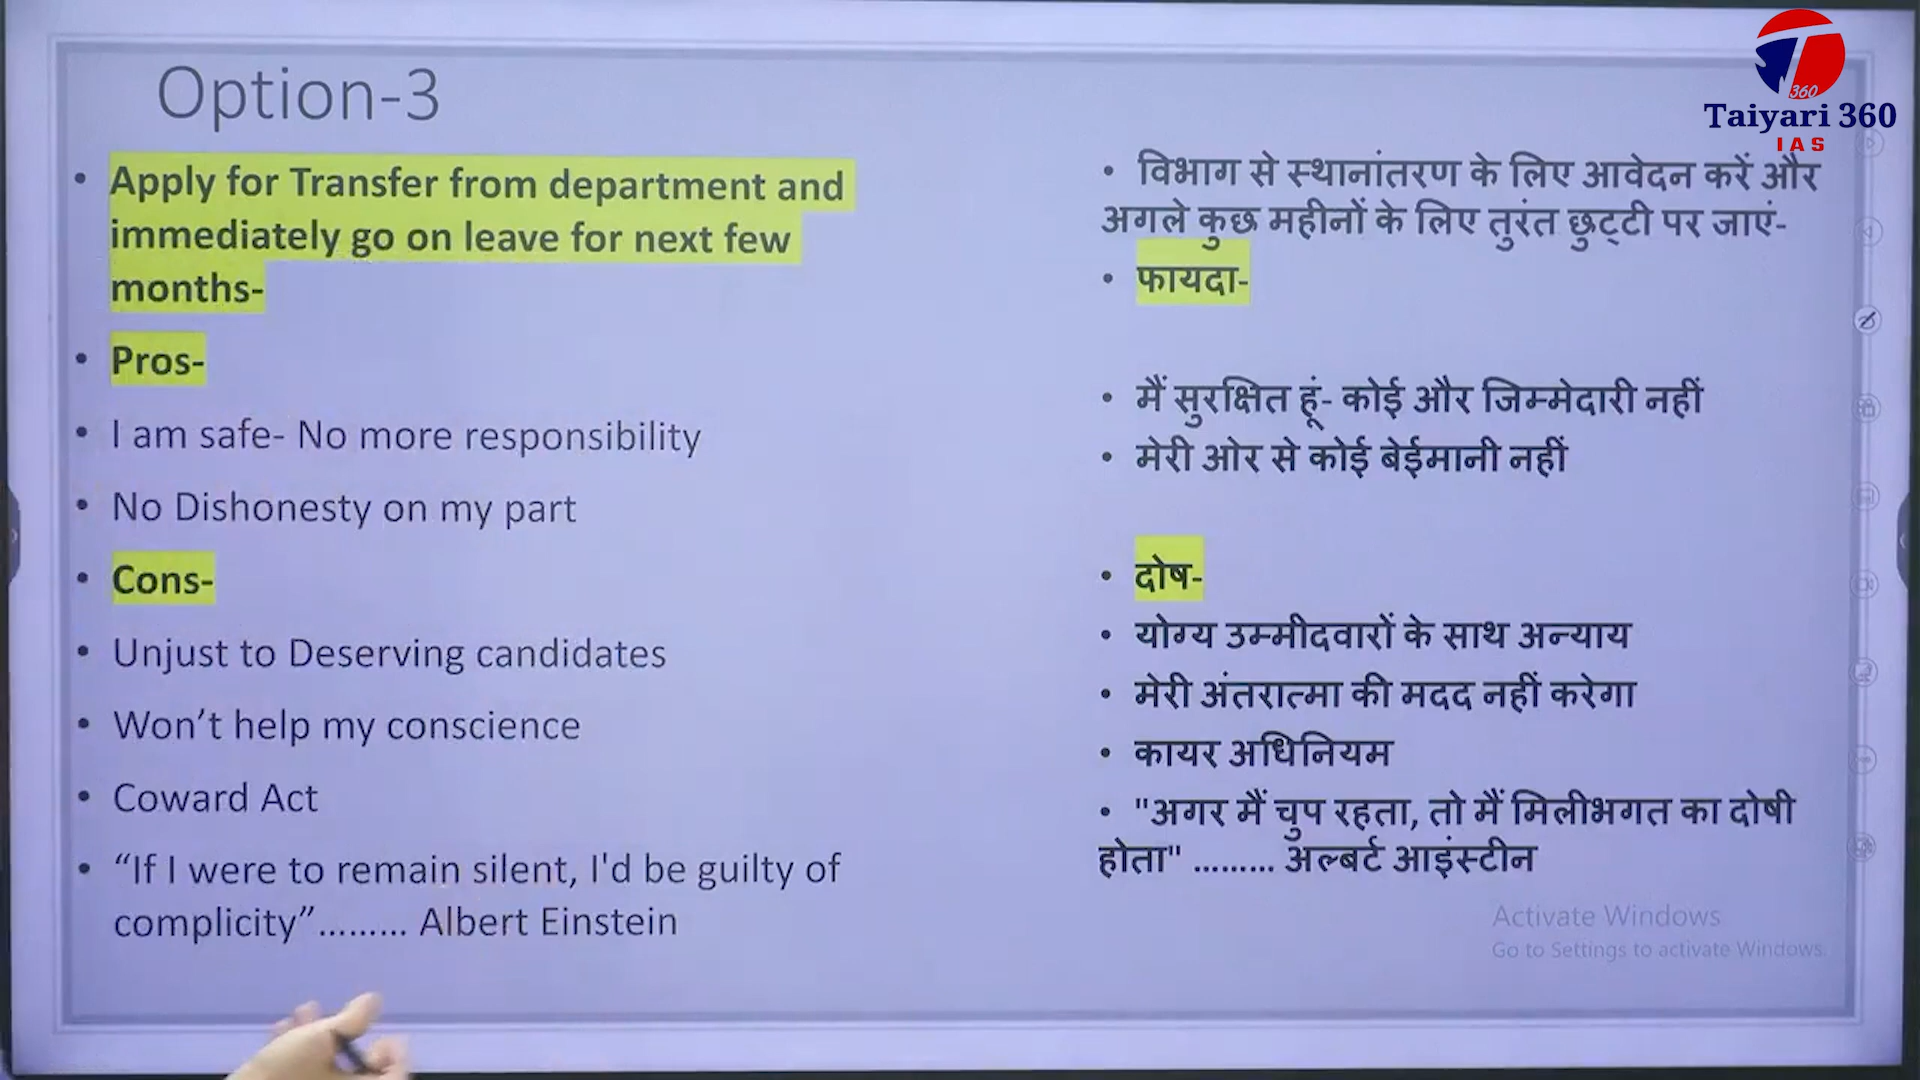 Option-3
• Apply for Transfer from department and
immediately go on leave for next few
months-
• Pros-
• I am safe- No more responsibility
• No Dishonesty on my part
• Cons-
• Unjust to Deserving candidates
• Won’t help my conscience
• Coward Act
• “If I were to remain silent, I'd be guilty of
complicity”……… Albert Einstein
• विभाग से स्थानांतरण के लिए आवेदन करें और
अगले कुछ महीनों के लिए तुरंत छुट्टी पर जाएं-
• फायदा-
• मैं सुरक्षित हूं- कोई और जिम्मेदारी नहीं
• मेरी ओर से कोई बेईमानी नहीं
• दोष-
• योग्य उम्मीदवारों के साथ अन्याय
• मेरी अंतरात्मा की मदद नहीं करेगा
• कायर अधिनियम
• "अगर मैं चुप रहता, तो मैं मिलीभगत का दोषी
होता" ……... अल्बर्ट आइंस्टीन
Activate Windows
Go to Settings to activate Windows.
360
Taiyari 360
IAS